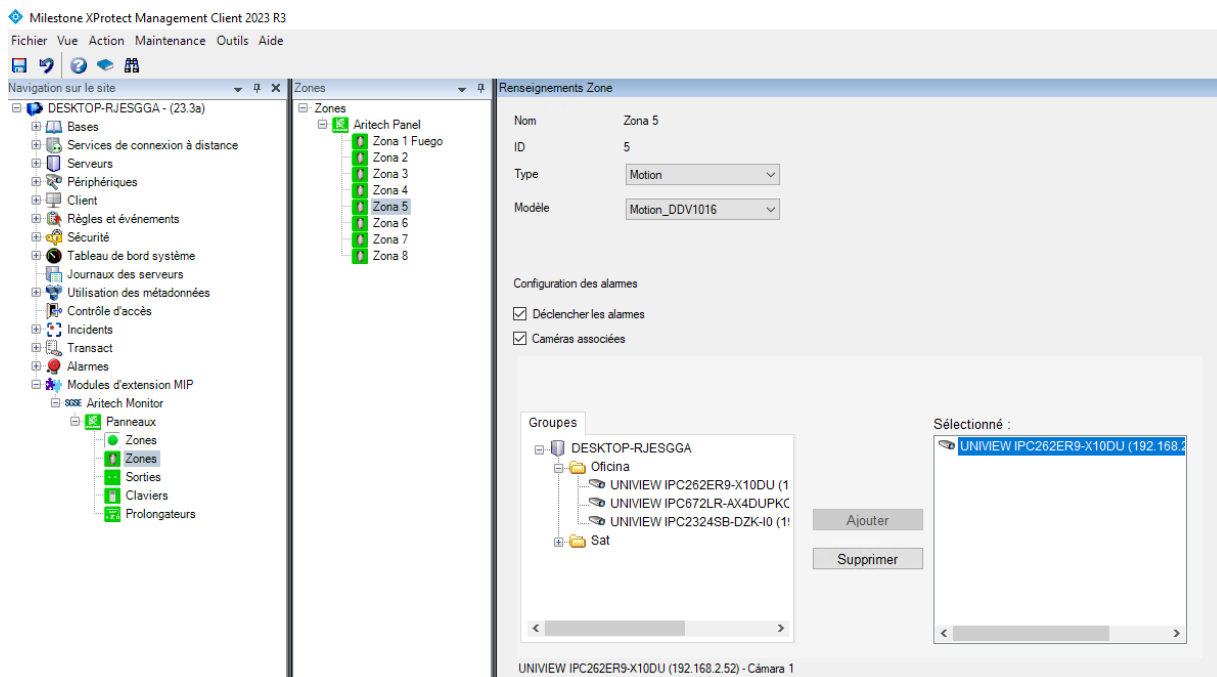 Milestone XProtect Management Client 2023 R3
Fichier Vue Action Maintenance Outils Aide
Navigation sur le site
DESKTOP-RJESGGA - (23.3a)
Bases
Services de connexion à distance
Serveurs
Périphériques
Client
Règles et événements
Sécurité
Tableau de bord système
Journaux des serveurs
Utilisation des métadonnées
Contrôle d'accès
Incidents
Transact
Alarmes
Modules d'extension MIP
SGSE Aritech Monitor
Panneaux
Zones
Zones
Sorties
Claviers
Prolongateurs
Zones
Zones
Aritech Panel
Zona 1 Fuego
Zona 2
Zona 3
Zona 4
Zona 5
Zona 6
Zona 7
Zona 8
Renseignements Zone
Nom Zona 5
ID 5
Type Motion
Modèle Motion_DDV1016
Configuration des alarmes
Déclencher les alarmes
Caméras associées
Groupes
DESKTOP-RJESGGA
Oficina
UNIVIEW IPC262ER9-X10DU (1
UNIVIEW IPC672LR-AX4DUPKC
UNIVIEW IPC2324SB-DZK-I0 (1
Sat
Ajouter
Supprimer
Sélectionné :
UNIVIEW IPC262ER9-X10DU (192.168.2
UNIVIEW IPC262ER9-X10DU (192.168.2.52) - Cámara 1